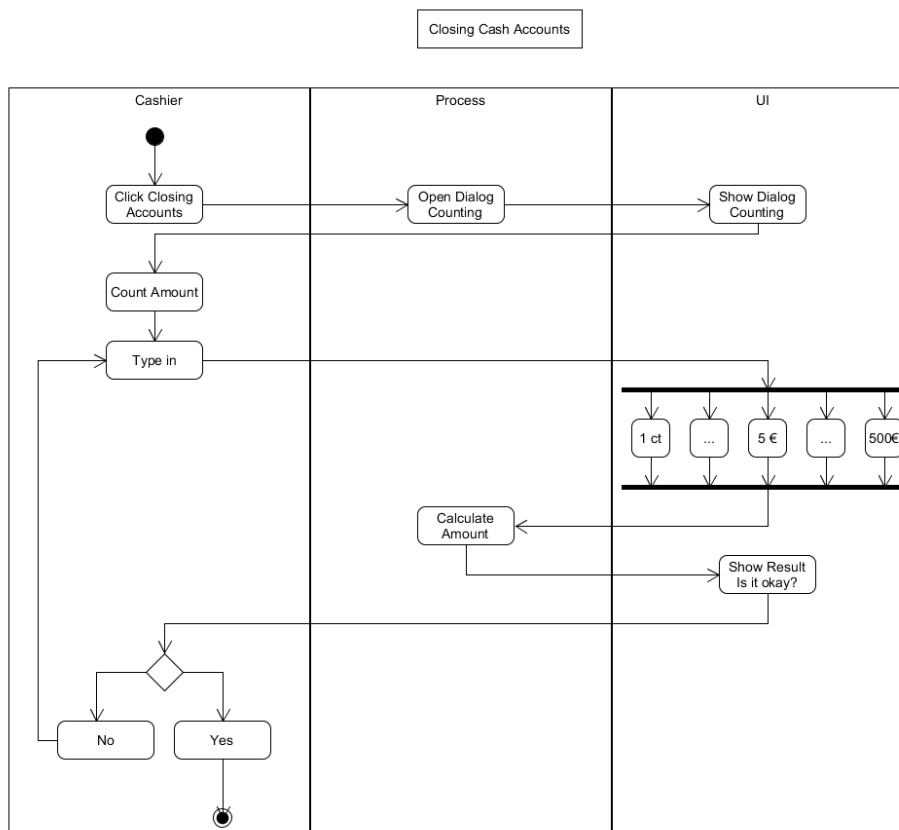 Closing Cash Accounts
Cashier
Process
UI
Click Closing
Accounts
Open Dialog
Counting
Show Dialog
Counting
Count Amount
Type in
1 ct
...
5 €
...
500€
Calculate
Amount
Show Result
Is it okay?
No
Yes